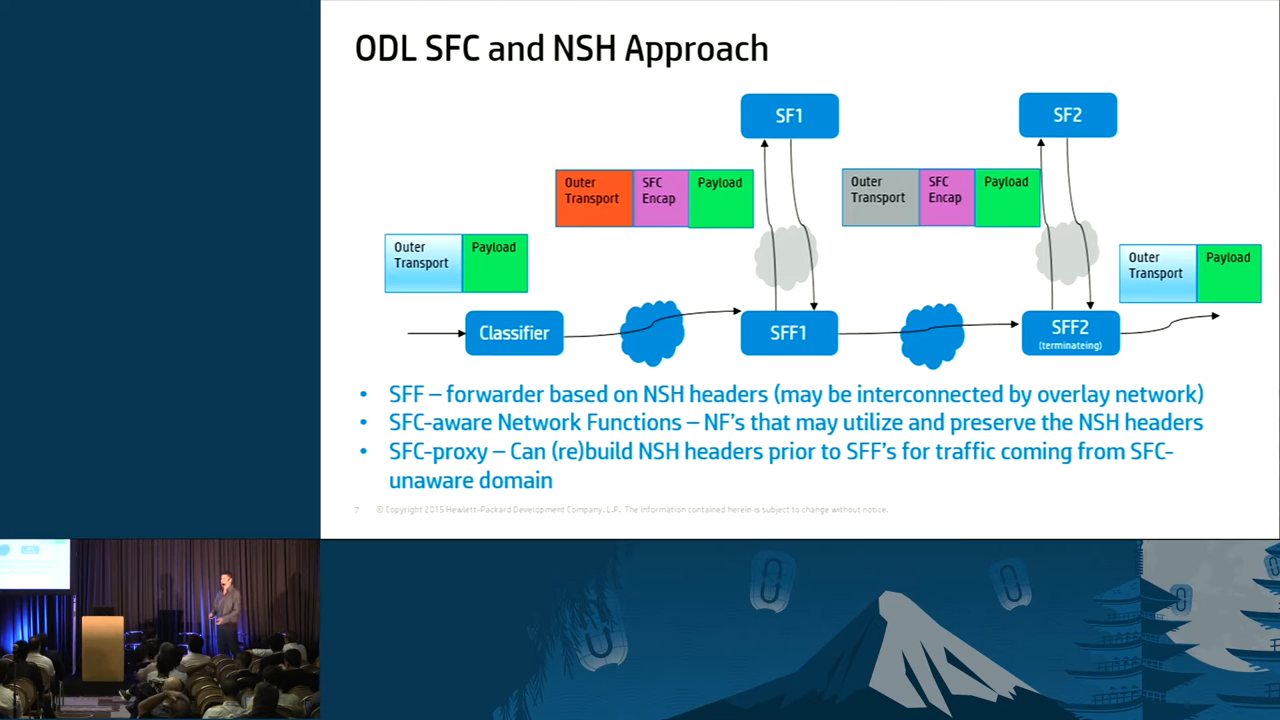 ODL SFC and NSH Approach
SF1
SF2
Outer
Transport
SFC
Encap
Payload
Outer
Transport
SFC
Encap
Payload
Outer
Transport
Payload
Outer
Transport
Payload
Classifier
SFF1
SFF2
(terminateing)
• SFF – forwarder based on NSH headers (may be interconnected by overlay network)
• SFC-aware Network Functions – NF's that may utilize and preserve the NSH headers
• SFC-proxy – Can (re)build NSH headers prior to SFF's for traffic coming from SFC-
unaware domain
7 © Copyright 2015 Hewlett-Packard Development Company, L.P. The information contained herein is subject to change without notice.